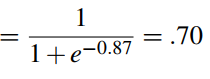 = 1 / 1 + e^−0.87 = .70